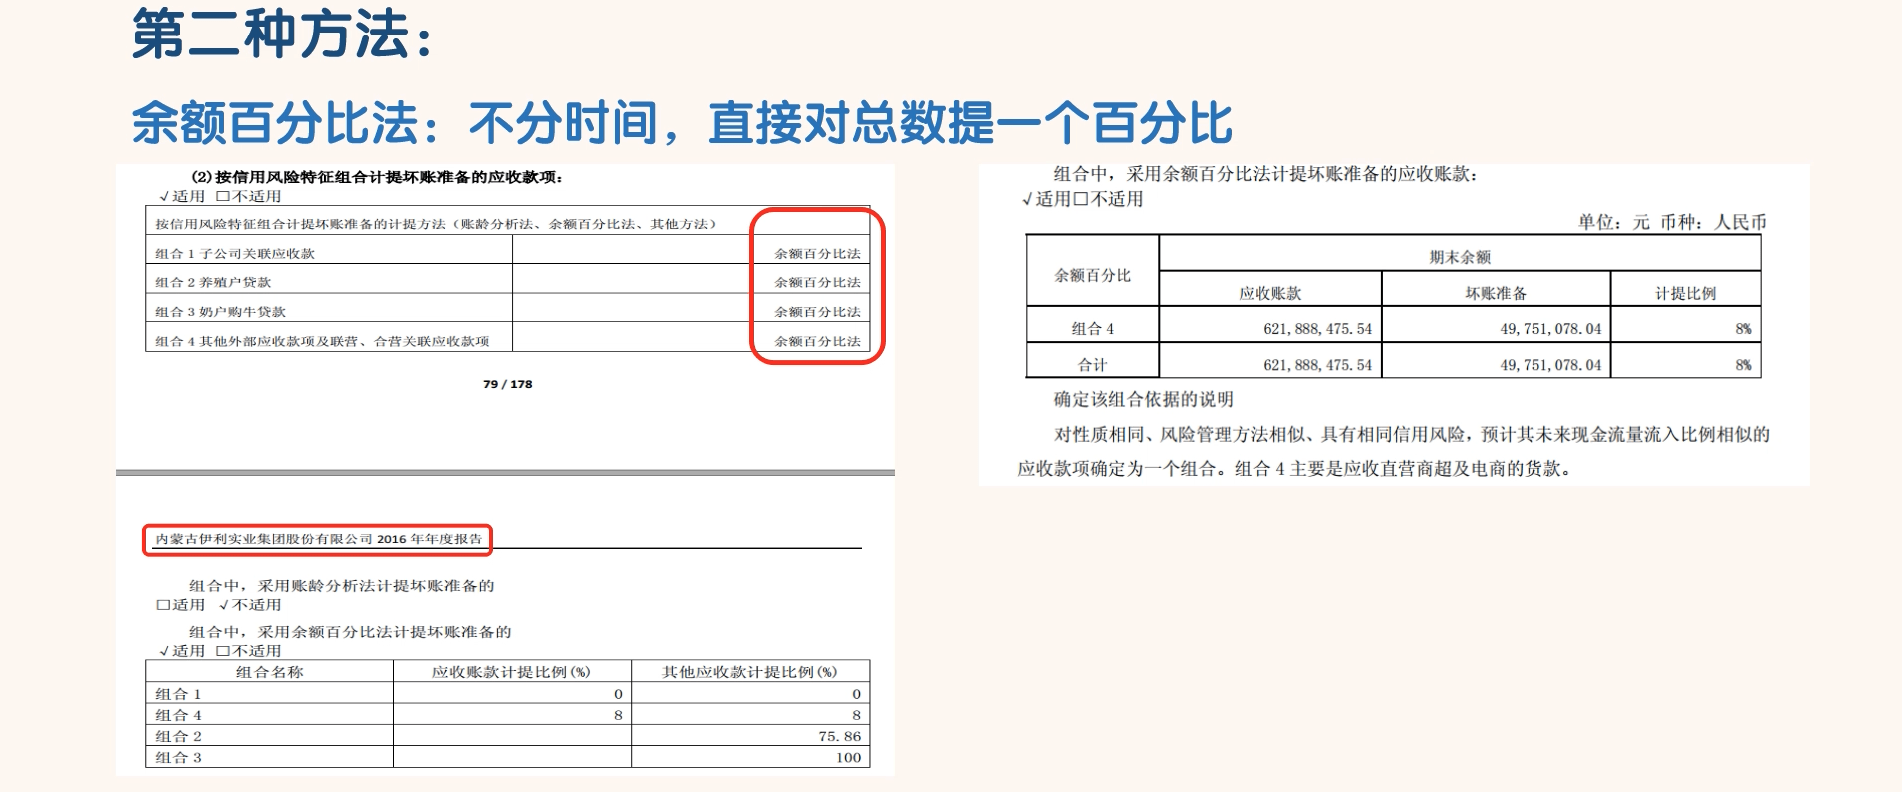 第二种方法：
余额百分比法：不分时间，直接对总数提一个百分比
(2)按信用风险特征组合计提坏账准备的应收款项：
√适用 □不适用
按信用风险特征组合计提坏账准备的计提方法（账龄分析法、余额百分比法、其他方法）
组合 1 子公司关联应收款 余额百分比法
组合 2 养殖户贷款 余额百分比法
组合 3 奶户购牛贷款 余额百分比法
组合 4 其他外部应收款项及联营、合营关联应收款项 余额百分比法
79 / 178
内蒙古伊利实业集团股份有限公司 2016 年年度报告
组合中，采用账龄分析法计提坏账准备的
□适用 √不适用
组合中，采用余额百分比法计提坏账准备的
√适用 □不适用
组合名称 应收账款计提比例(%) 其他应收款计提比例(%)
组合 1 0 0
组合 4 8 8
组合 2 75.86
组合 3 100
组合中，采用余额百分比法计提坏账准备的应收账款：
√适用□不适用
单位：元 币种：人民币
余额百分比 期末余额
应收账款 坏账准备 计提比例
组合 4 621,888,475.54 49,751,078.04 8%
合计 621,888,475.54 49,751,078.04 8%
确定该组合依据的说明
对性质相同、风险管理方法相似、具有相同信用风险，预计其未来现金流量流入比例相似的
应收款项确定为一个组合。组合 4 主要是应收直营商超及电商的货款。